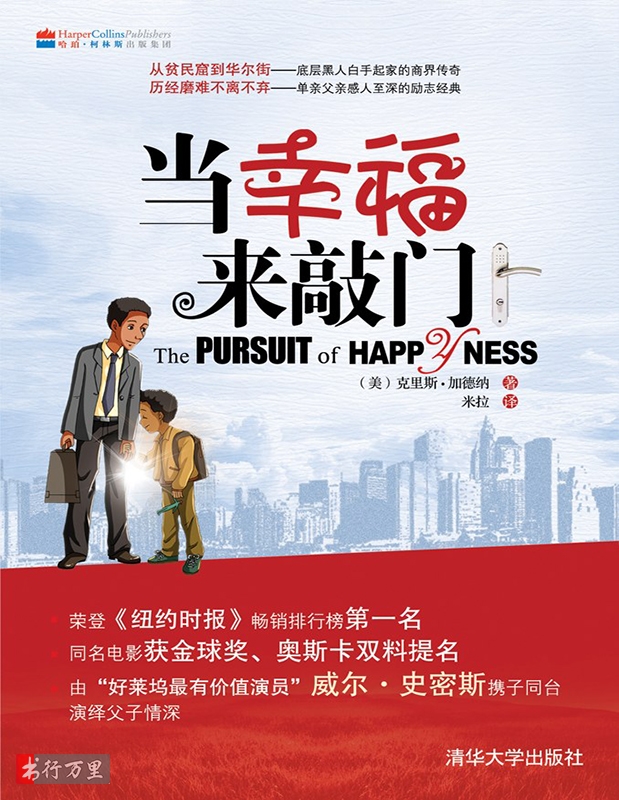 HarperCollinsPublishers
哈珀·柯林斯出版集团
从贫民窟到华尔街——底层黑人白手起家的商界传奇
历经磨难不离不弃——单亲父亲感人至深的励志经典
当幸福
来敲门
The PURSUIT of HAPPYNESS
（美）克里斯·加德纳 著
米拉 译
荣登《纽约时报》畅销排行榜第一名
同名电影获金球奖、奥斯卡双料提名
由“好莱坞最有价值演员”威尔·史密斯携子同台
演绎父子情深
清华大学出版社
书行万里